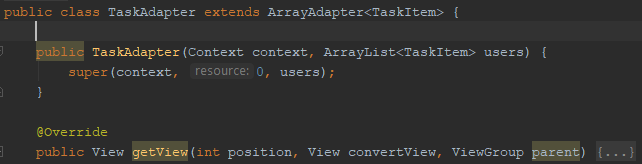 public class TaskAdapter extends ArrayAdapter<TaskItem> {
public TaskAdapter(Context context, ArrayList<TaskItem> users) {
super(context, resource: 0, users);
}
@Override
public View getView(int position, View convertView, ViewGroup parent) {...}